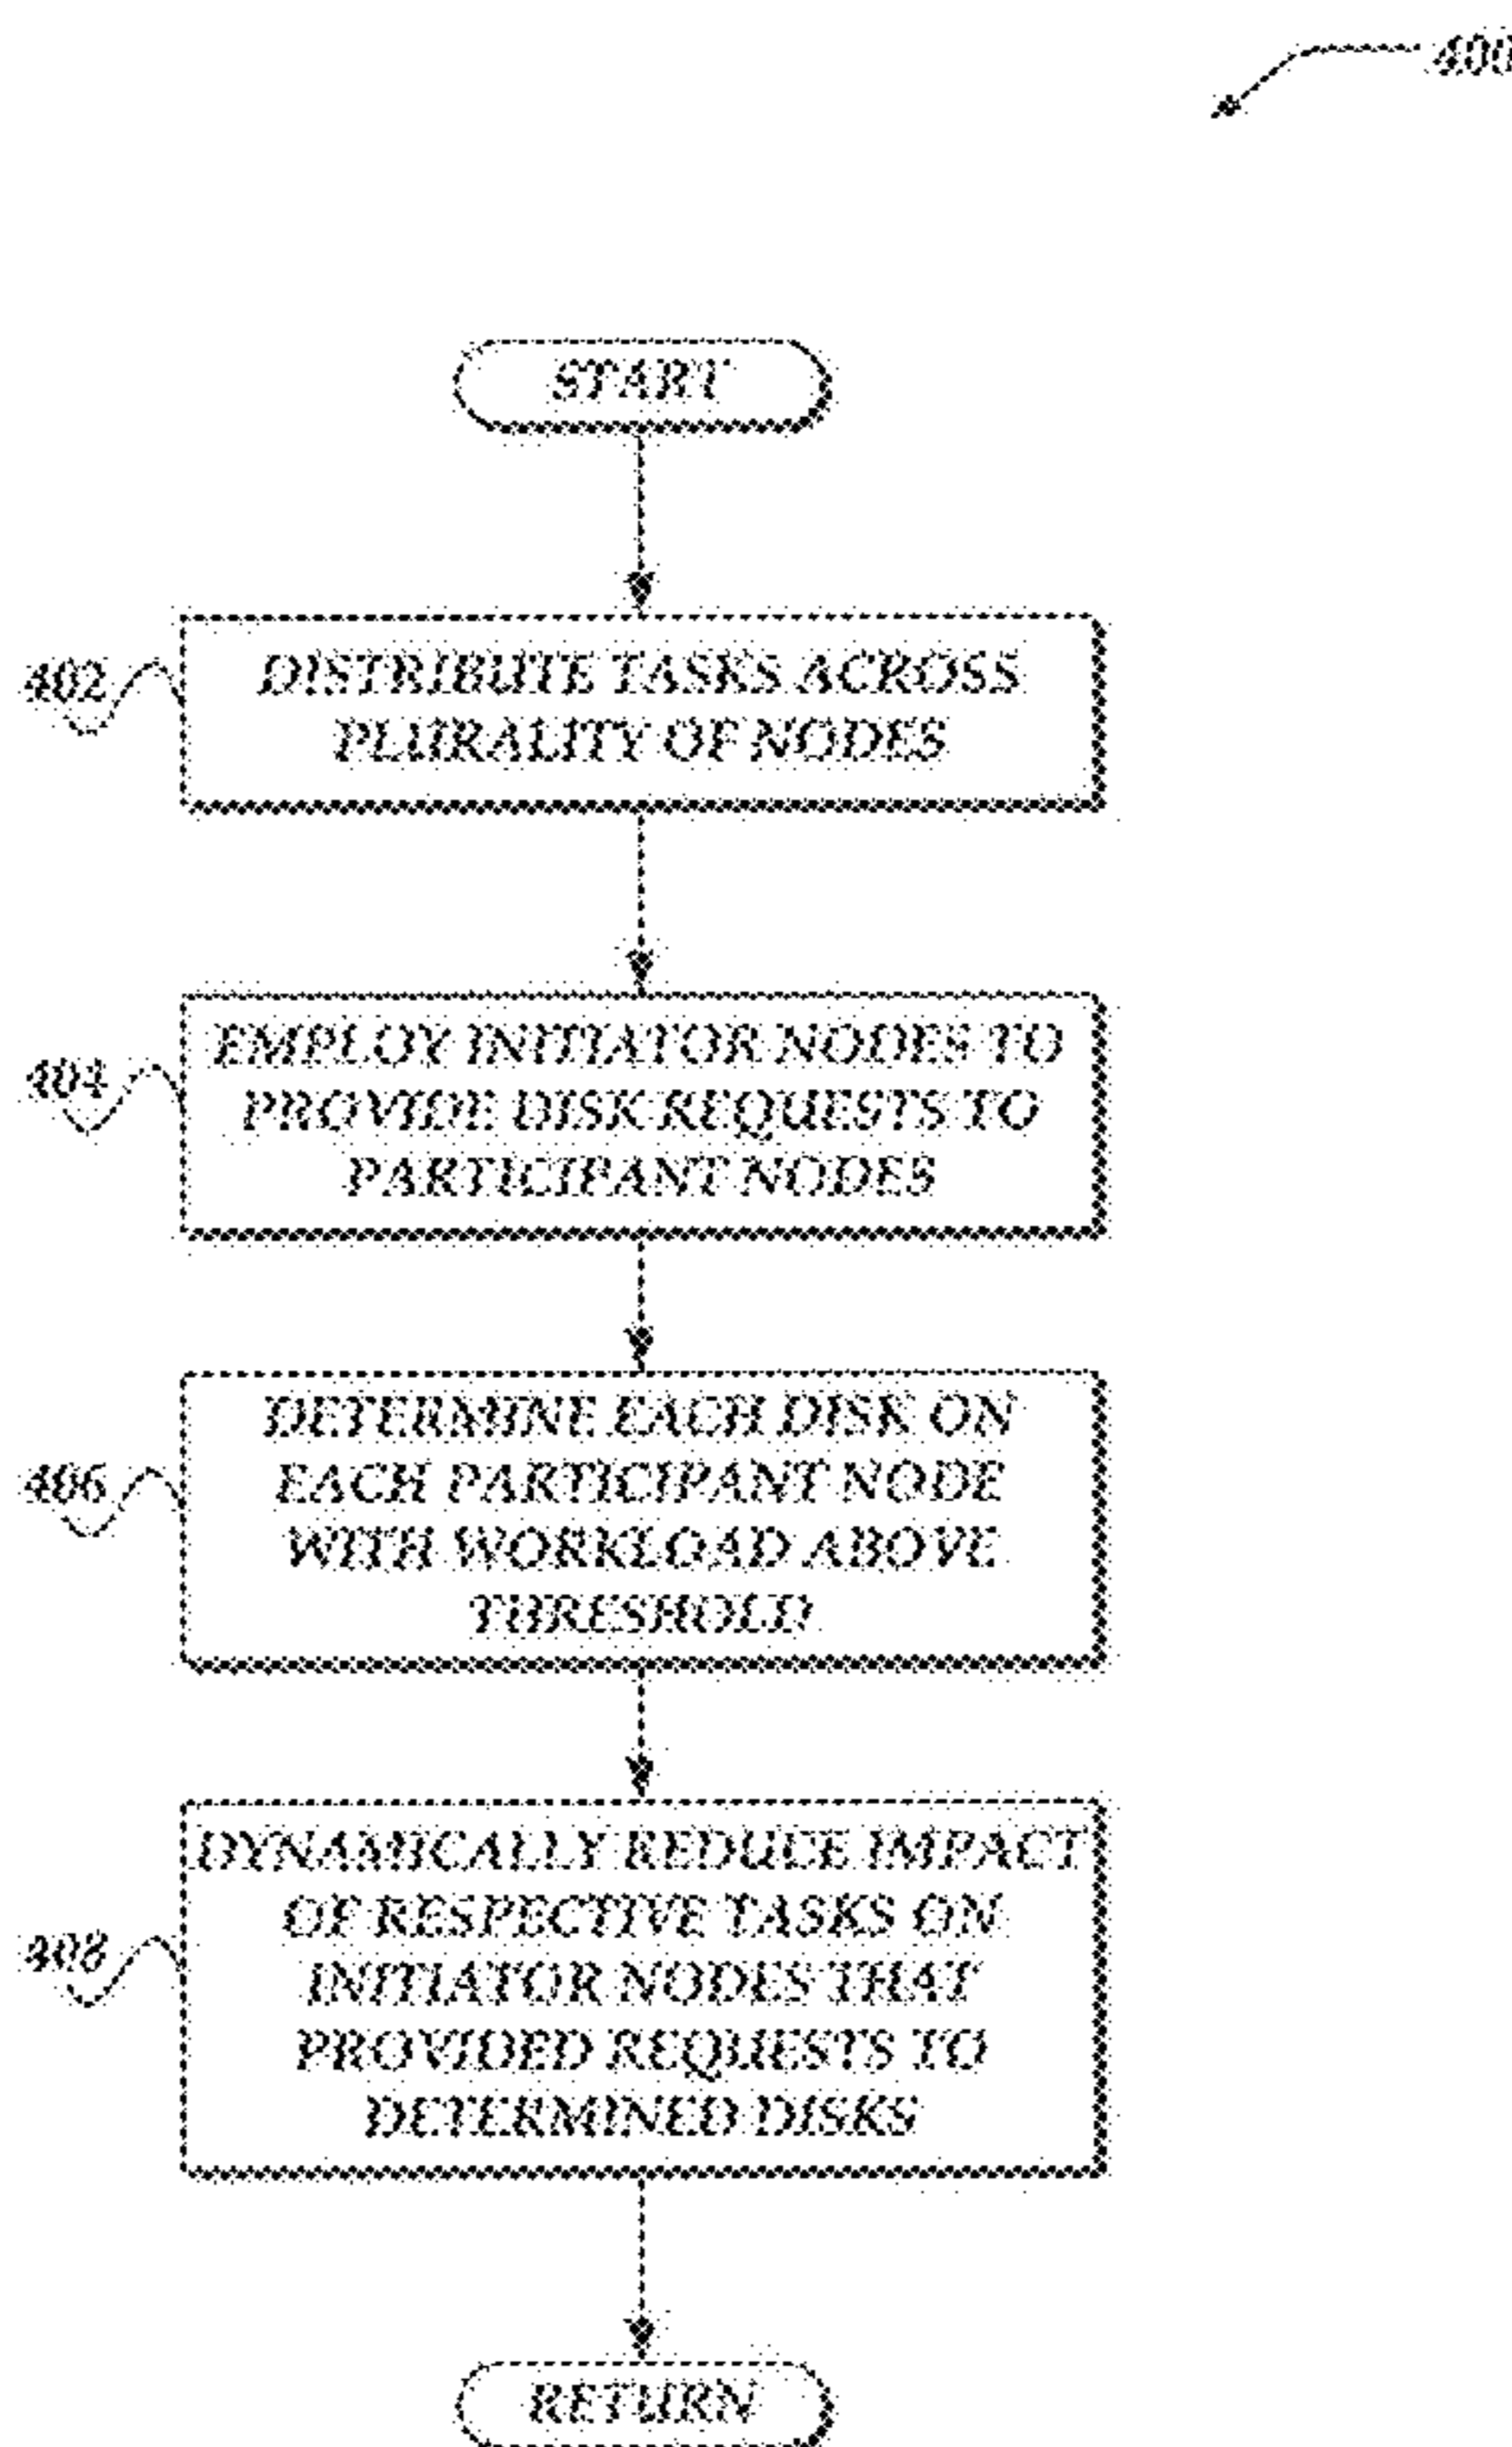 400
START
402
DISTRIBUTE TASKS ACROSS
PLURALITY OF NODES
404
EMPLOY INITIATOR NODES TO
PROVIDE DISK REQUESTS TO
PARTICIPANT NODES
406
DETERMINE EACH DISK ON
EACH PARTICIPANT NODE
WITH WORKLOAD ABOVE
THRESHOLD
408
DYNAMICALLY REDUCE IMPACT
OF RESPECTIVE TASKS ON
INITIATOR NODES THAT
PROVIDED REQUESTS TO
DETERMINED DISKS
RETURN